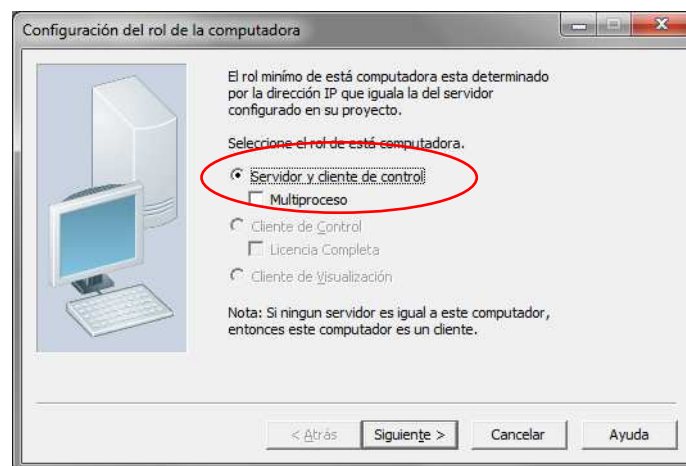 Configuración del rol de la computadora
El rol minímo de está computadora esta determinado
por la dirección IP que iguala la del servidor
configurado en su proyecto.
Seleccione el rol de está computadora.
Servidor y cliente de control
Multiproceso
Cliente de Control
Licencia Completa
Cliente de Visualización
Nota: Si ningun servidor es igual a este computador,
entonces este computador es un cliente.
< Atrás Siguiente > Cancelar Ayuda